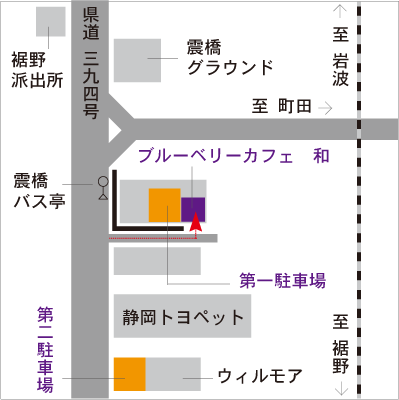 県道 三九四号
裾野
派出所
震橋
グラウンド
至 岩波
至 町田
ブルーベリーカフェ 和
震橋
バス亭
第一駐車場
静岡トヨペット
第二駐車場
ウィルモア
至 裾野